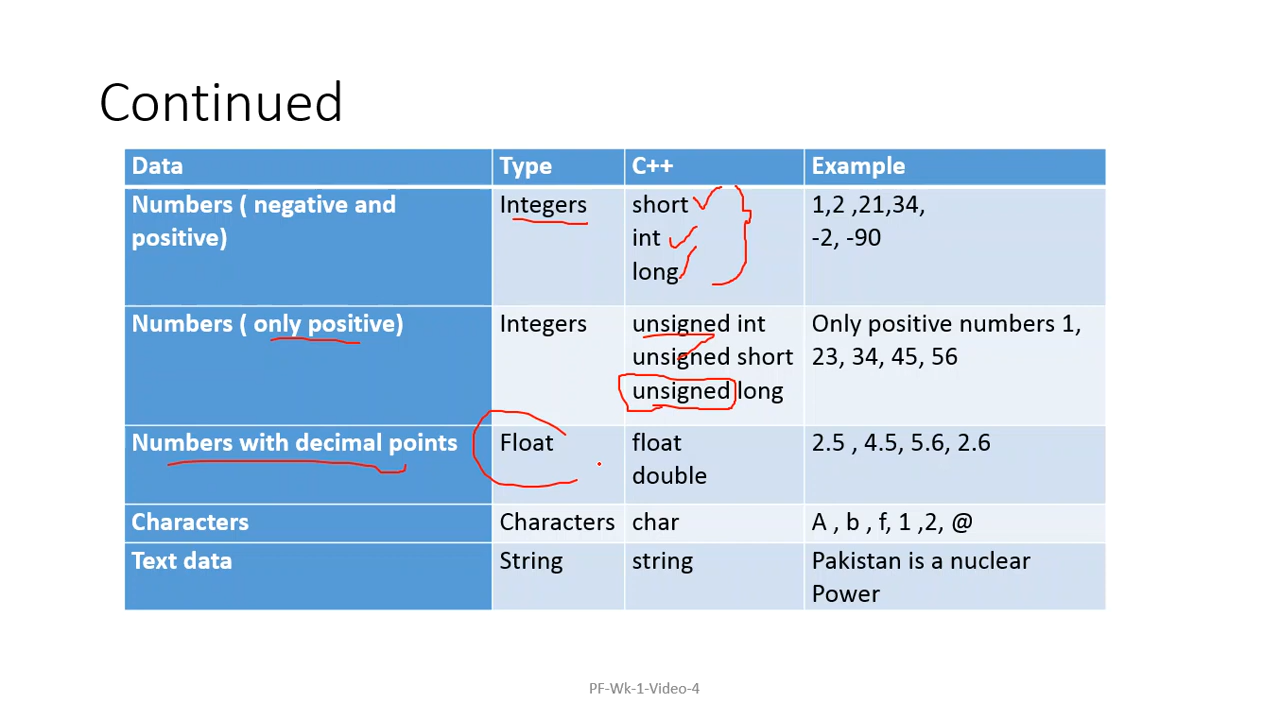 Continued
Data Type C++ Example
Numbers ( negative and Integers short 1,2 ,21,34,
positive) int -2, -90
long
Numbers ( only positive) Integers unsigned int Only positive numbers 1,
unsigned short 23, 34, 45, 56
unsigned long
Numbers with decimal points Float float 2.5 , 4.5, 5.6, 2.6
double
Characters Characters char A , b , f, 1 ,2, @
Text data String string Pakistan is a nuclear
Power
PF-Wk-1-Video-4